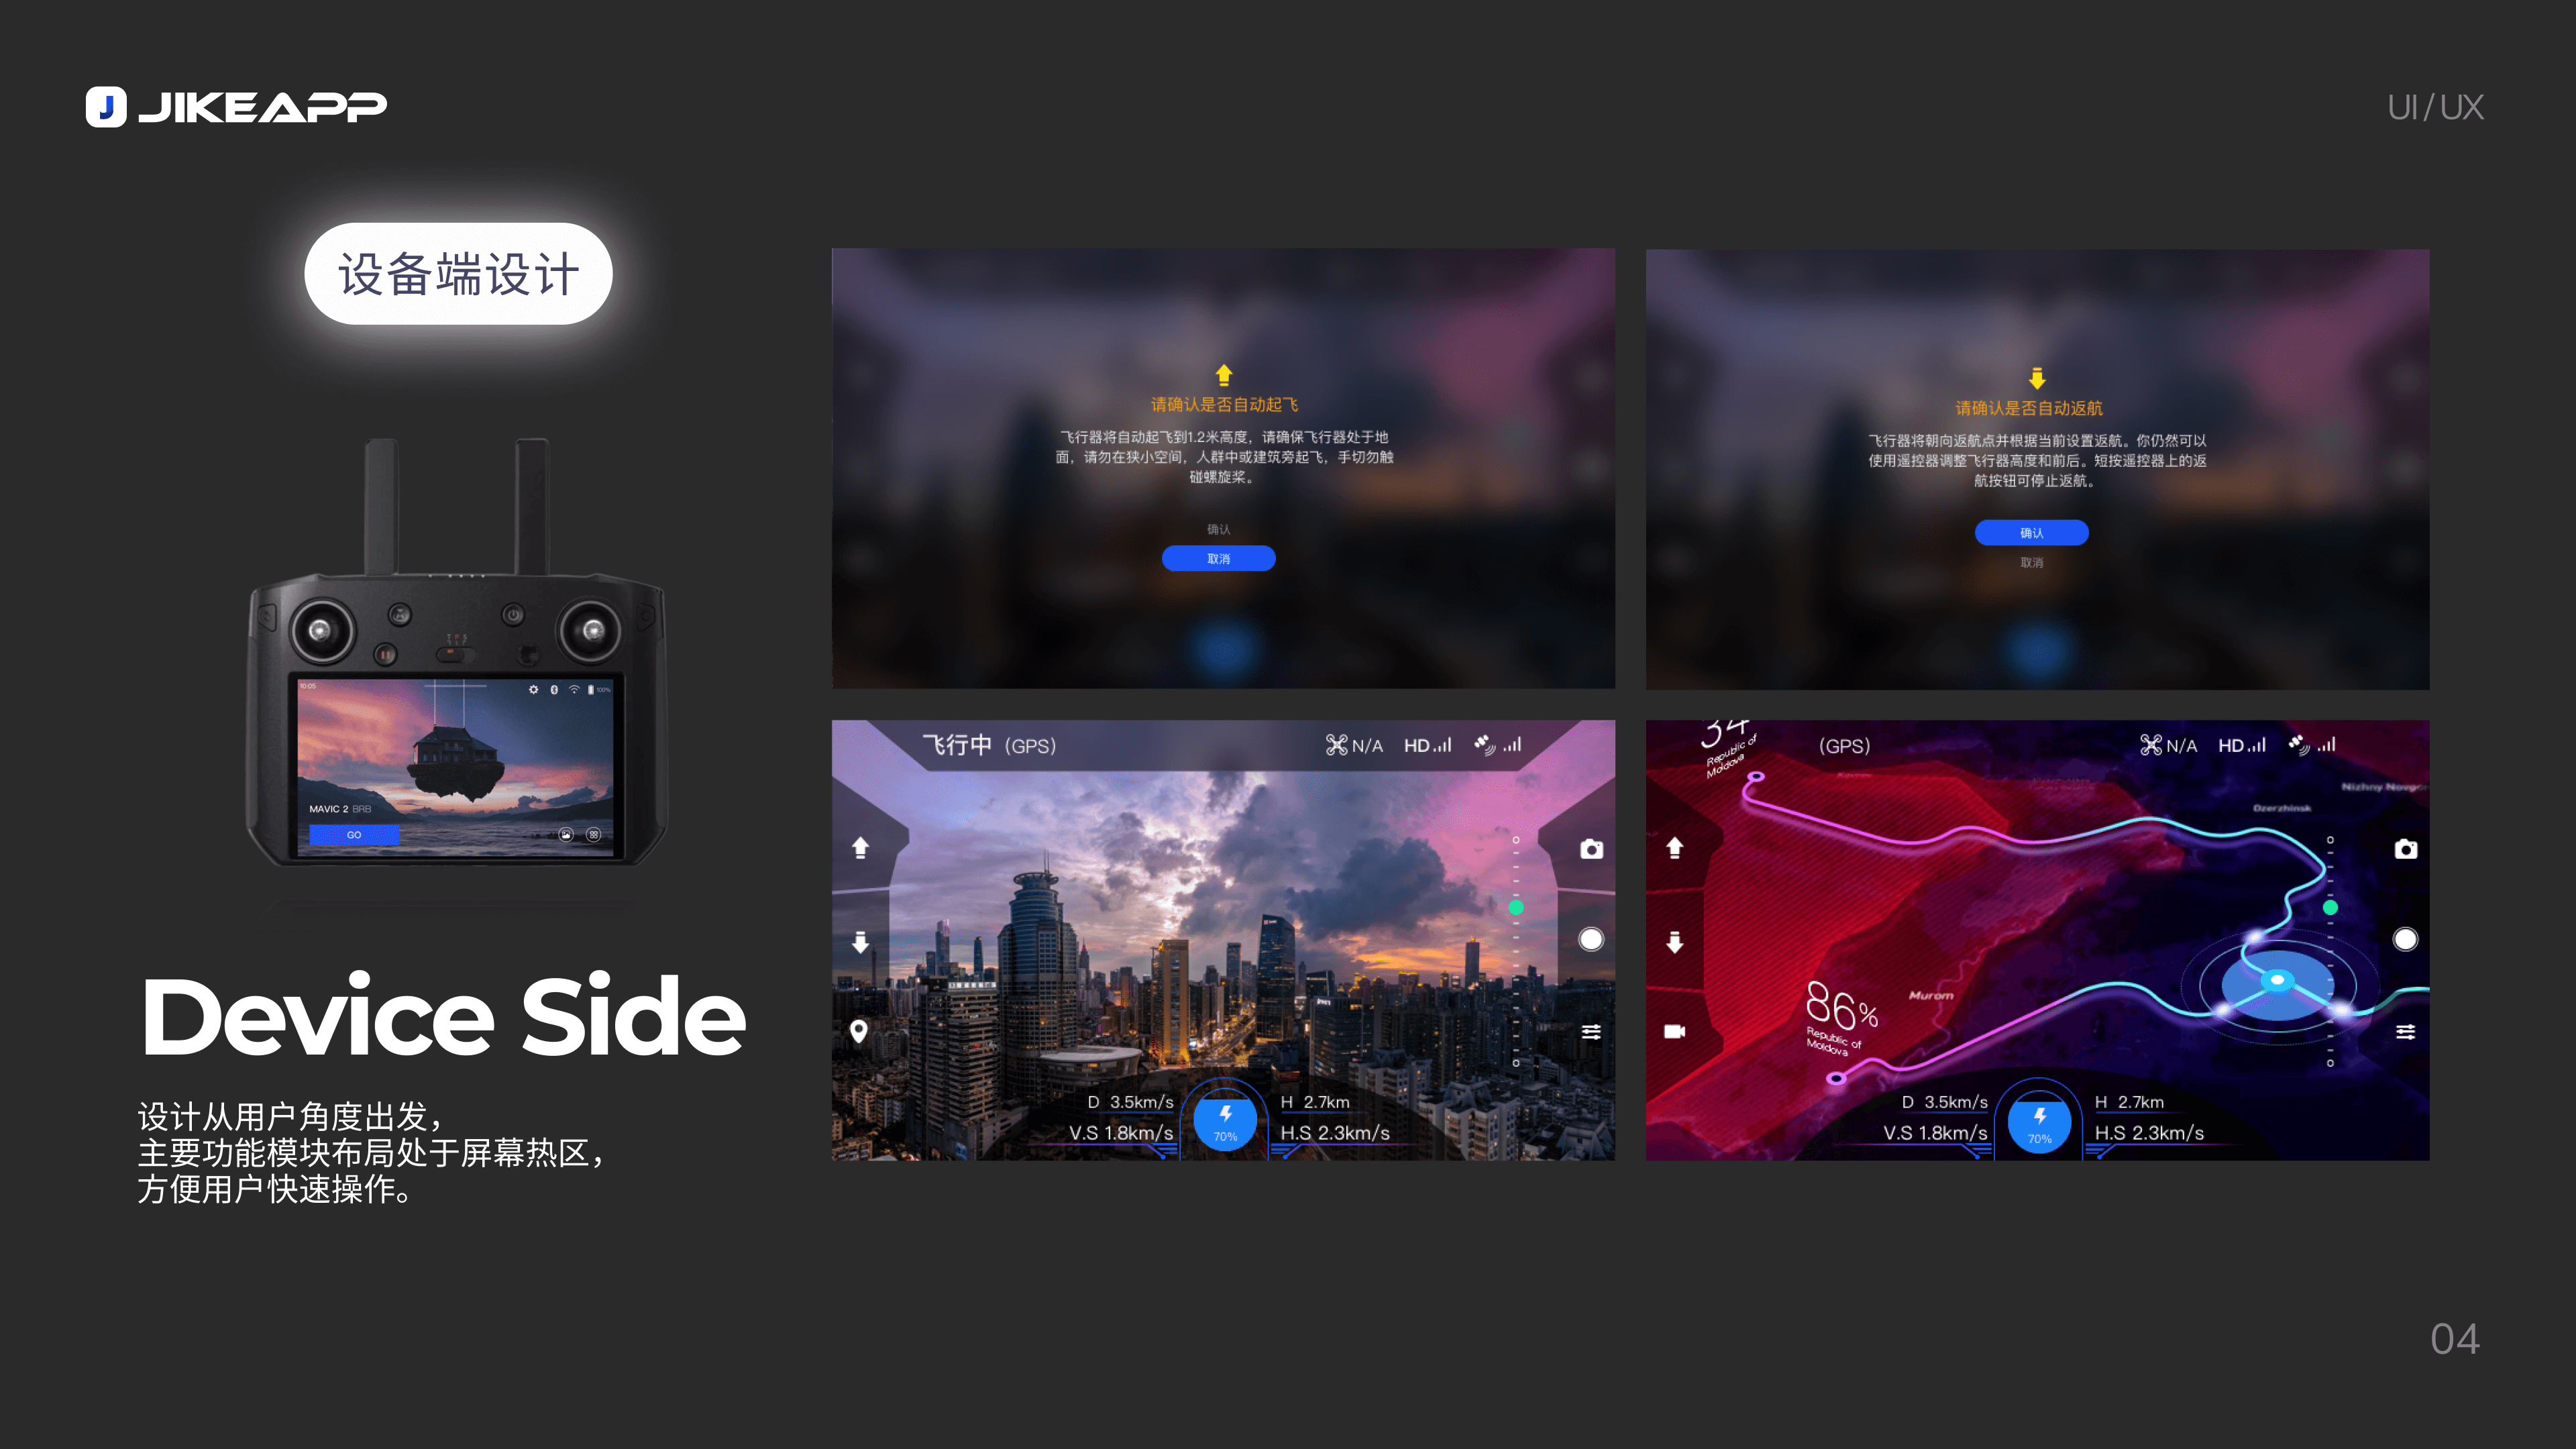 JIKEAPP
UI / UX
设备端设计
10:05
100%
MAVIC 2 BRB
GO
Device Side
设计从用户角度出发，
主要功能模块布局处于屏幕热区，
方便用户快速操作。
请确认是否自动起飞
飞行器将自动起飞到1.2米高度，请确保飞行器处于地
面，请勿在狭小空间，人群中或建筑旁起飞，手切勿触
碰螺旋桨。
确认
取消
请确认是否自动返航
飞行器将朝向返航点并根据当前设置返航。你仍然可以
使用遥控器调整飞行器高度和前后。短按遥控器上的返
航按钮可停止返航。
确认
取消
飞行中 (GPS)
N/A
HD
D 3.5km/s
V.S 1.8km/s
70%
H 2.7km
H.S 2.3km/s
34
Republic of
Moldova
(GPS)
N/A
HD
Dzerzhinsk
Murom
86%
Republic of
Moldova
D 3.5km/s
V.S 1.8km/s
70%
H 2.7km
H.S 2.3km/s
04